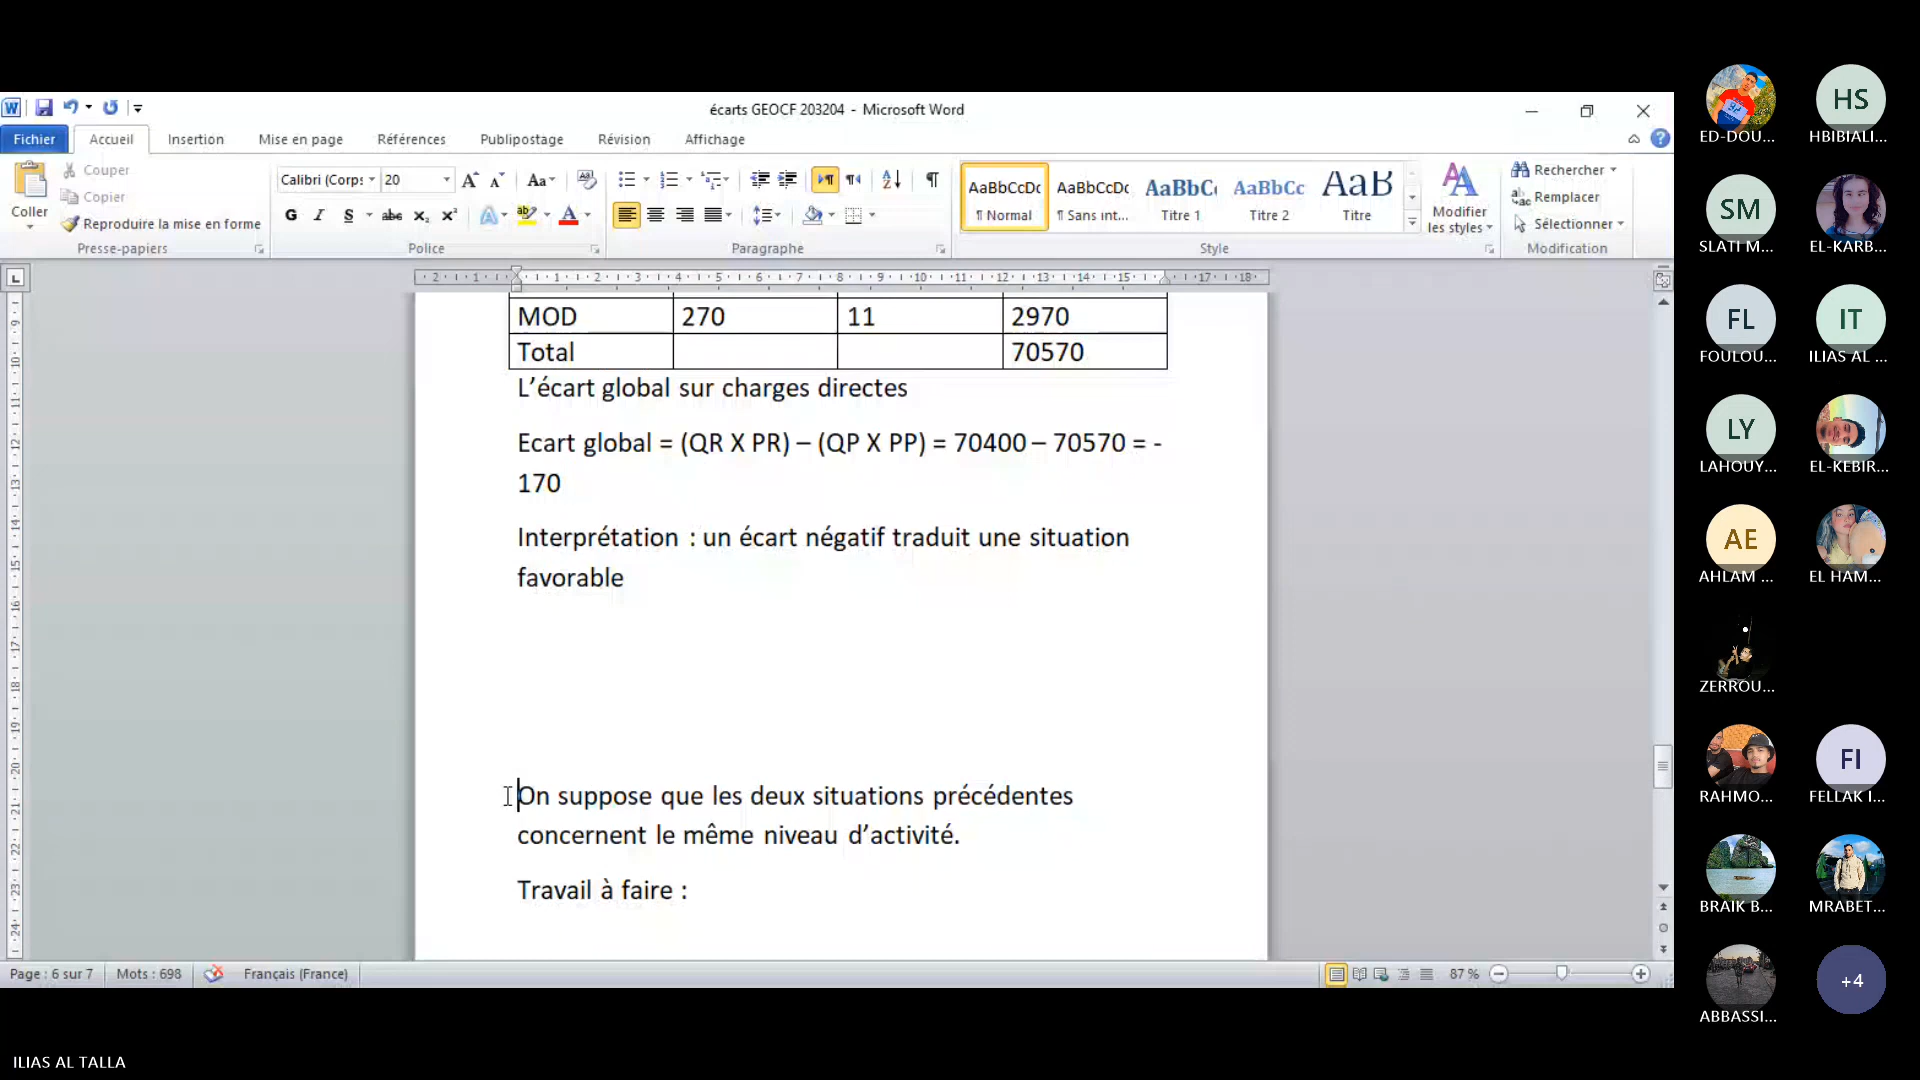 écarts GEOCF 203204 - Microsoft Word
Fichier Accueil Insertion Mise en page Références Publipostage Révision Affichage
Coller
Couper
Copier
Reproduire la mise en forme
Presse-papiers
Calibri (Corps 20
G I S abc x₂ x²
Police
Paragraphe
AaBbCcDc AaBbCcDc AaBbC AaBbCc AaB
¶ Normal ¶ Sans int... Titre 1 Titre 2 Titre
Modifier
les styles
Style
Rechercher
Remplacer
Sélectionner
Modification
MOD 270 11 2970
Total 70570
L’écart global sur charges directes
Ecart global = (QR X PR) – (QP X PP) = 70400 – 70570 = -
170
Interprétation : un écart négatif traduit une situation
favorable
On suppose que les deux situations précédentes
concernent le même niveau d’activité.
Travail à faire :
Page : 6 sur 7 Mots : 698 Français (France) 87 %
ED-DOU...
HS
HBIBIALI...
SM
SLATI M...
EL-KARB...
FL
FOULOU...
IT
ILIAS AL ...
LY
LAHOUY...
EL-KEBIR...
AE
AHLAM ...
EL HAM...
ZERROU...
RAHMO...
FI
FELLAK I...
BRAIK B...
MRABET...
ABBASSI...
+4
ILIAS AL TALLA